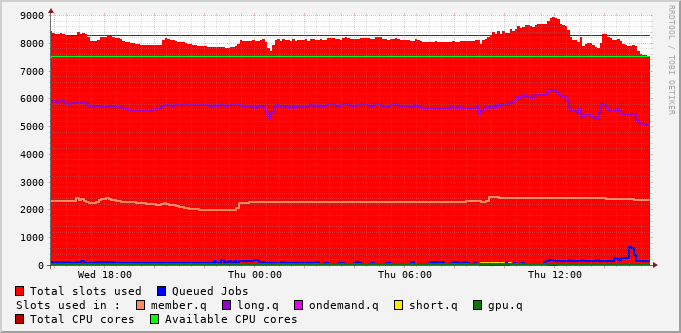 9000
8000
7000
6000
5000
4000
3000
2000
1000
0
Wed 18:00 Thu 00:00 Thu 06:00 Thu 12:00
Total slots used Queued Jobs
Slots used in : member.q long.q ondemand.q short.q gpu.q
Total CPU cores Available CPU cores
RRDTOOL / TOBI OETIKER